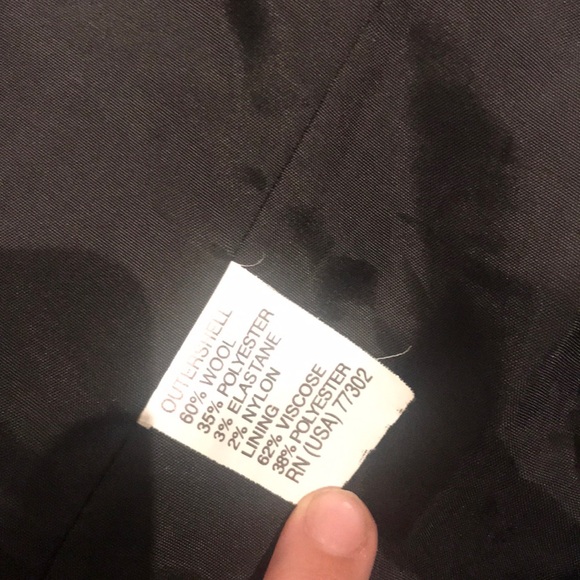 OUTERSHELL
60% WOOL
35% POLYESTER
3% ELASTANE
2% NYLON
LINING
62% VISCOSE
38% POLYESTER
RN (USA) 77302